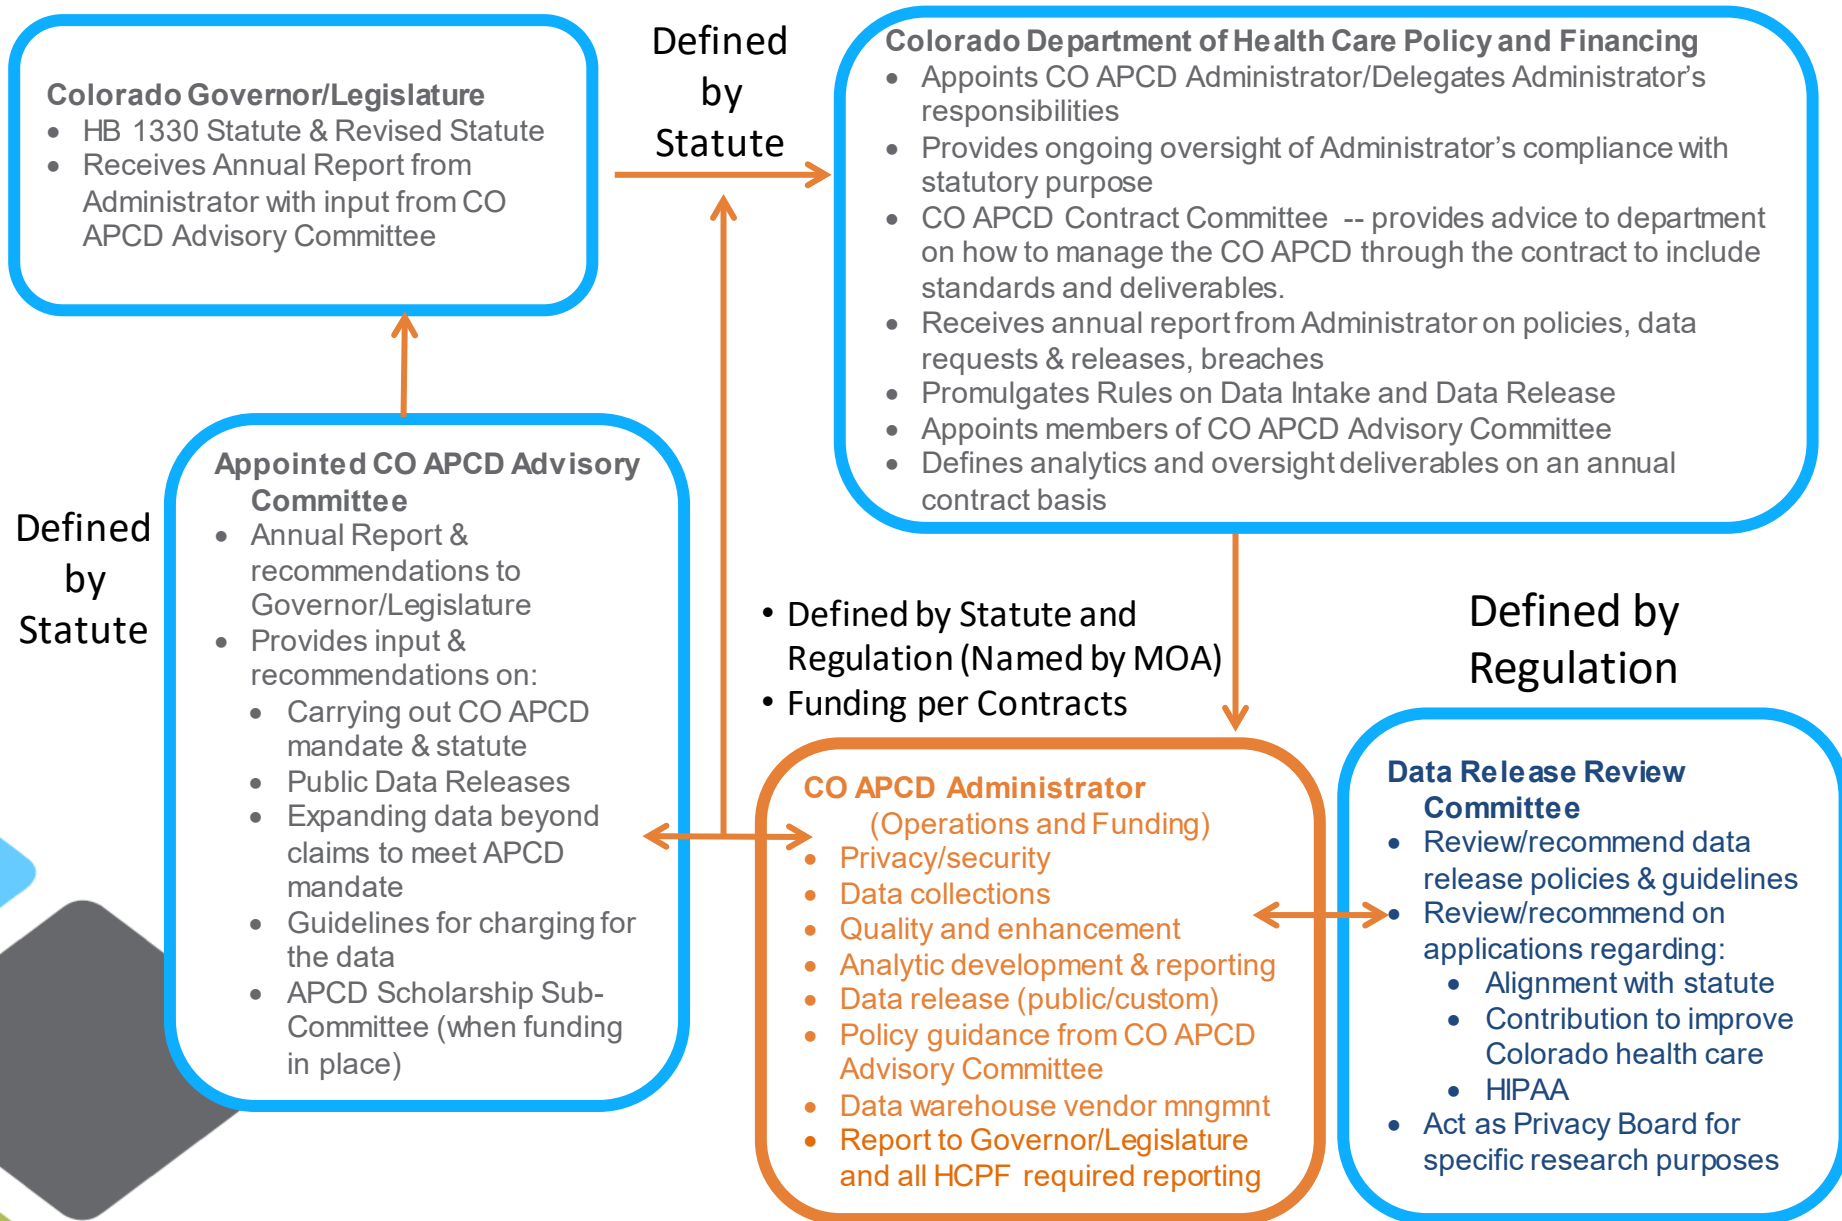 Colorado Governor/Legislature
• HB 1330 Statute & Revised Statute
• Receives Annual Report from
Administrator with input from CO
APCD Advisory Committee
Defined
by
Statute
Colorado Department of Health Care Policy and Financing
• Appoints CO APCD Administrator/Delegates Administrator's
responsibilities
• Provides ongoing oversight of Administrator's compliance with
statutory purpose
• CO APCD Contract Committee -- provides advice to department
on how to manage the CO APCD through the contract to include
standards and deliverables.
• Receives annual report from Administrator on policies, data
requests & releases, breaches
• Promulgates Rules on Data Intake and Data Release
• Appoints members of CO APCD Advisory Committee
• Defines analytics and oversight deliverables on an annual
contract basis
Defined
by
Statute
Appointed CO APCD Advisory
Committee
• Annual Report &
recommendations to
Governor/Legislature
• Provides input &
recommendations on:
• Carrying out CO APCD
mandate & statute
• Public Data Releases
• Expanding data beyond
claims to meet APCD
mandate
• Guidelines for charging for
the data
• APCD Scholarship Sub-
Committee (when funding
in place)
• Defined by Statute and
Regulation (Named by MOA)
• Funding per Contracts
CO APCD Administrator
(Operations and Funding)
• Privacy/security
• Data collections
• Quality and enhancement
• Analytic development & reporting
• Data release (public/custom)
• Policy guidance from CO APCD
Advisory Committee
• Data warehouse vendor mngmnt
• Report to Governor/Legislature
and all HCPF required reporting
Defined by
Regulation
Data Release Review
Committee
• Review/recommend data
release policies & guidelines
• Review/recommend on
applications regarding:
• Alignment with statute
• Contribution to improve
Colorado health care
• HIPAA
• Act as Privacy Board for
specific research purposes